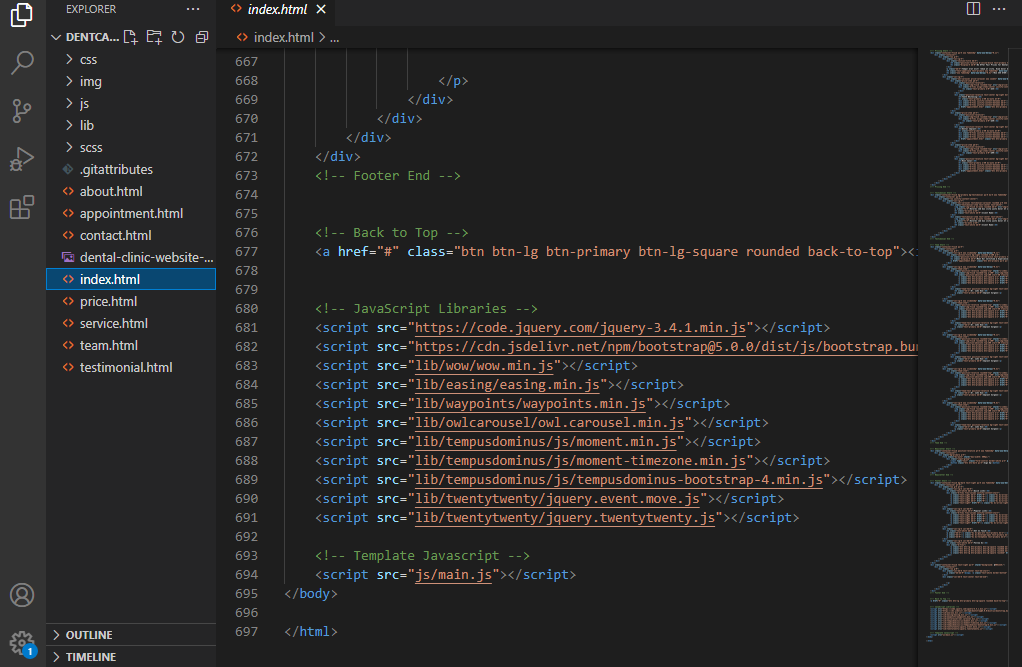 EXPLORER
DENTCA...
css
img
js
lib
scss
.gitattributes
about.html
appointment.html
contact.html
dental-clinic-website-...
index.html
price.html
service.html
team.html
testimonial.html
OUTLINE
TIMELINE
1
index.html
index.html > ...
667
668 </p>
669 </div>
670 </div>
671 </div>
672 </div>
673 <!-- Footer End -->
674
675
676 <!-- Back to Top -->
677 <a href="#" class="btn btn-lg btn-primary btn-lg-square rounded back-to-top"><i
678
679
680 <!-- JavaScript Libraries -->
681 <script src="https://code.jquery.com/jquery-3.4.1.min.js"></script>
682 <script src="https://cdn.jsdelivr.net/npm/bootstrap@5.0.0/dist/js/bootstrap.bun
683 <script src="lib/wow/wow.min.js"></script>
684 <script src="lib/easing/easing.min.js"></script>
685 <script src="lib/waypoints/waypoints.min.js"></script>
686 <script src="lib/owlcarousel/owl.carousel.min.js"></script>
687 <script src="lib/tempusdominus/js/moment.min.js"></script>
688 <script src="lib/tempusdominus/js/moment-timezone.min.js"></script>
689 <script src="lib/tempusdominus/js/tempusdominus-bootstrap-4.min.js"></script>
690 <script src="lib/twentytwenty/jquery.event.move.js"></script>
691 <script src="lib/twentytwenty/jquery.twentytwenty.js"></script>
692
693 <!-- Template Javascript -->
694 <script src="js/main.js"></script>
695 </body>
696
697 </html>